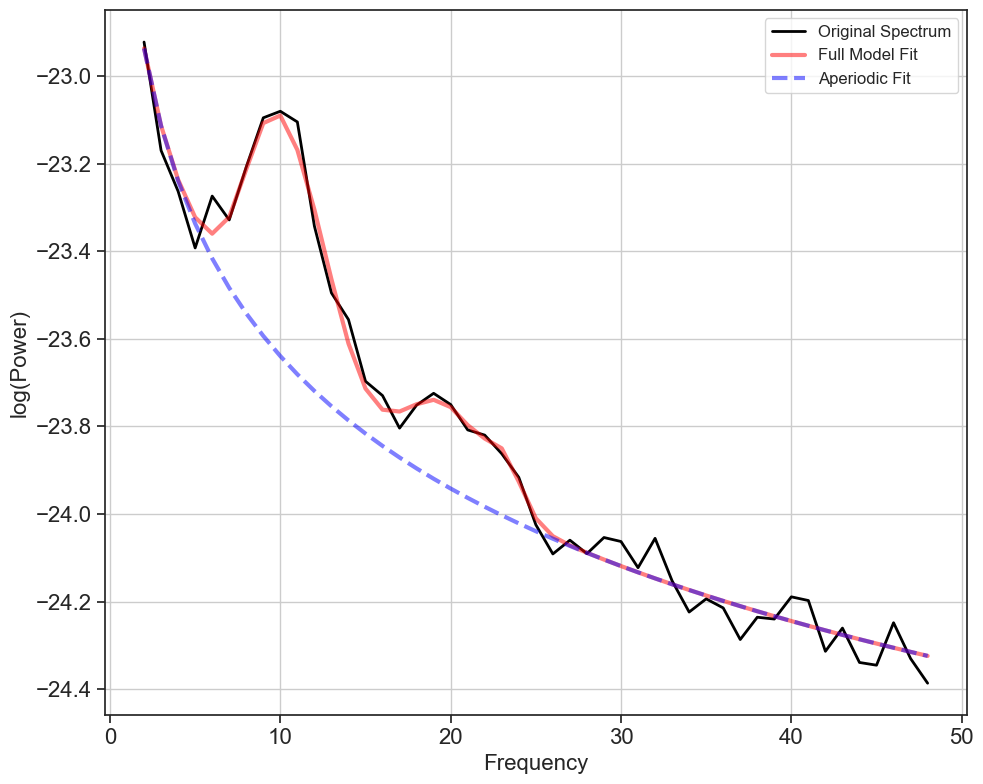 Original Spectrum
Full Model Fit
Aperiodic Fit
log(Power)
−23.0
−23.2
−23.4
−23.6
−23.8
−24.0
−24.2
−24.4
0 10 20 30 40 50
Frequency